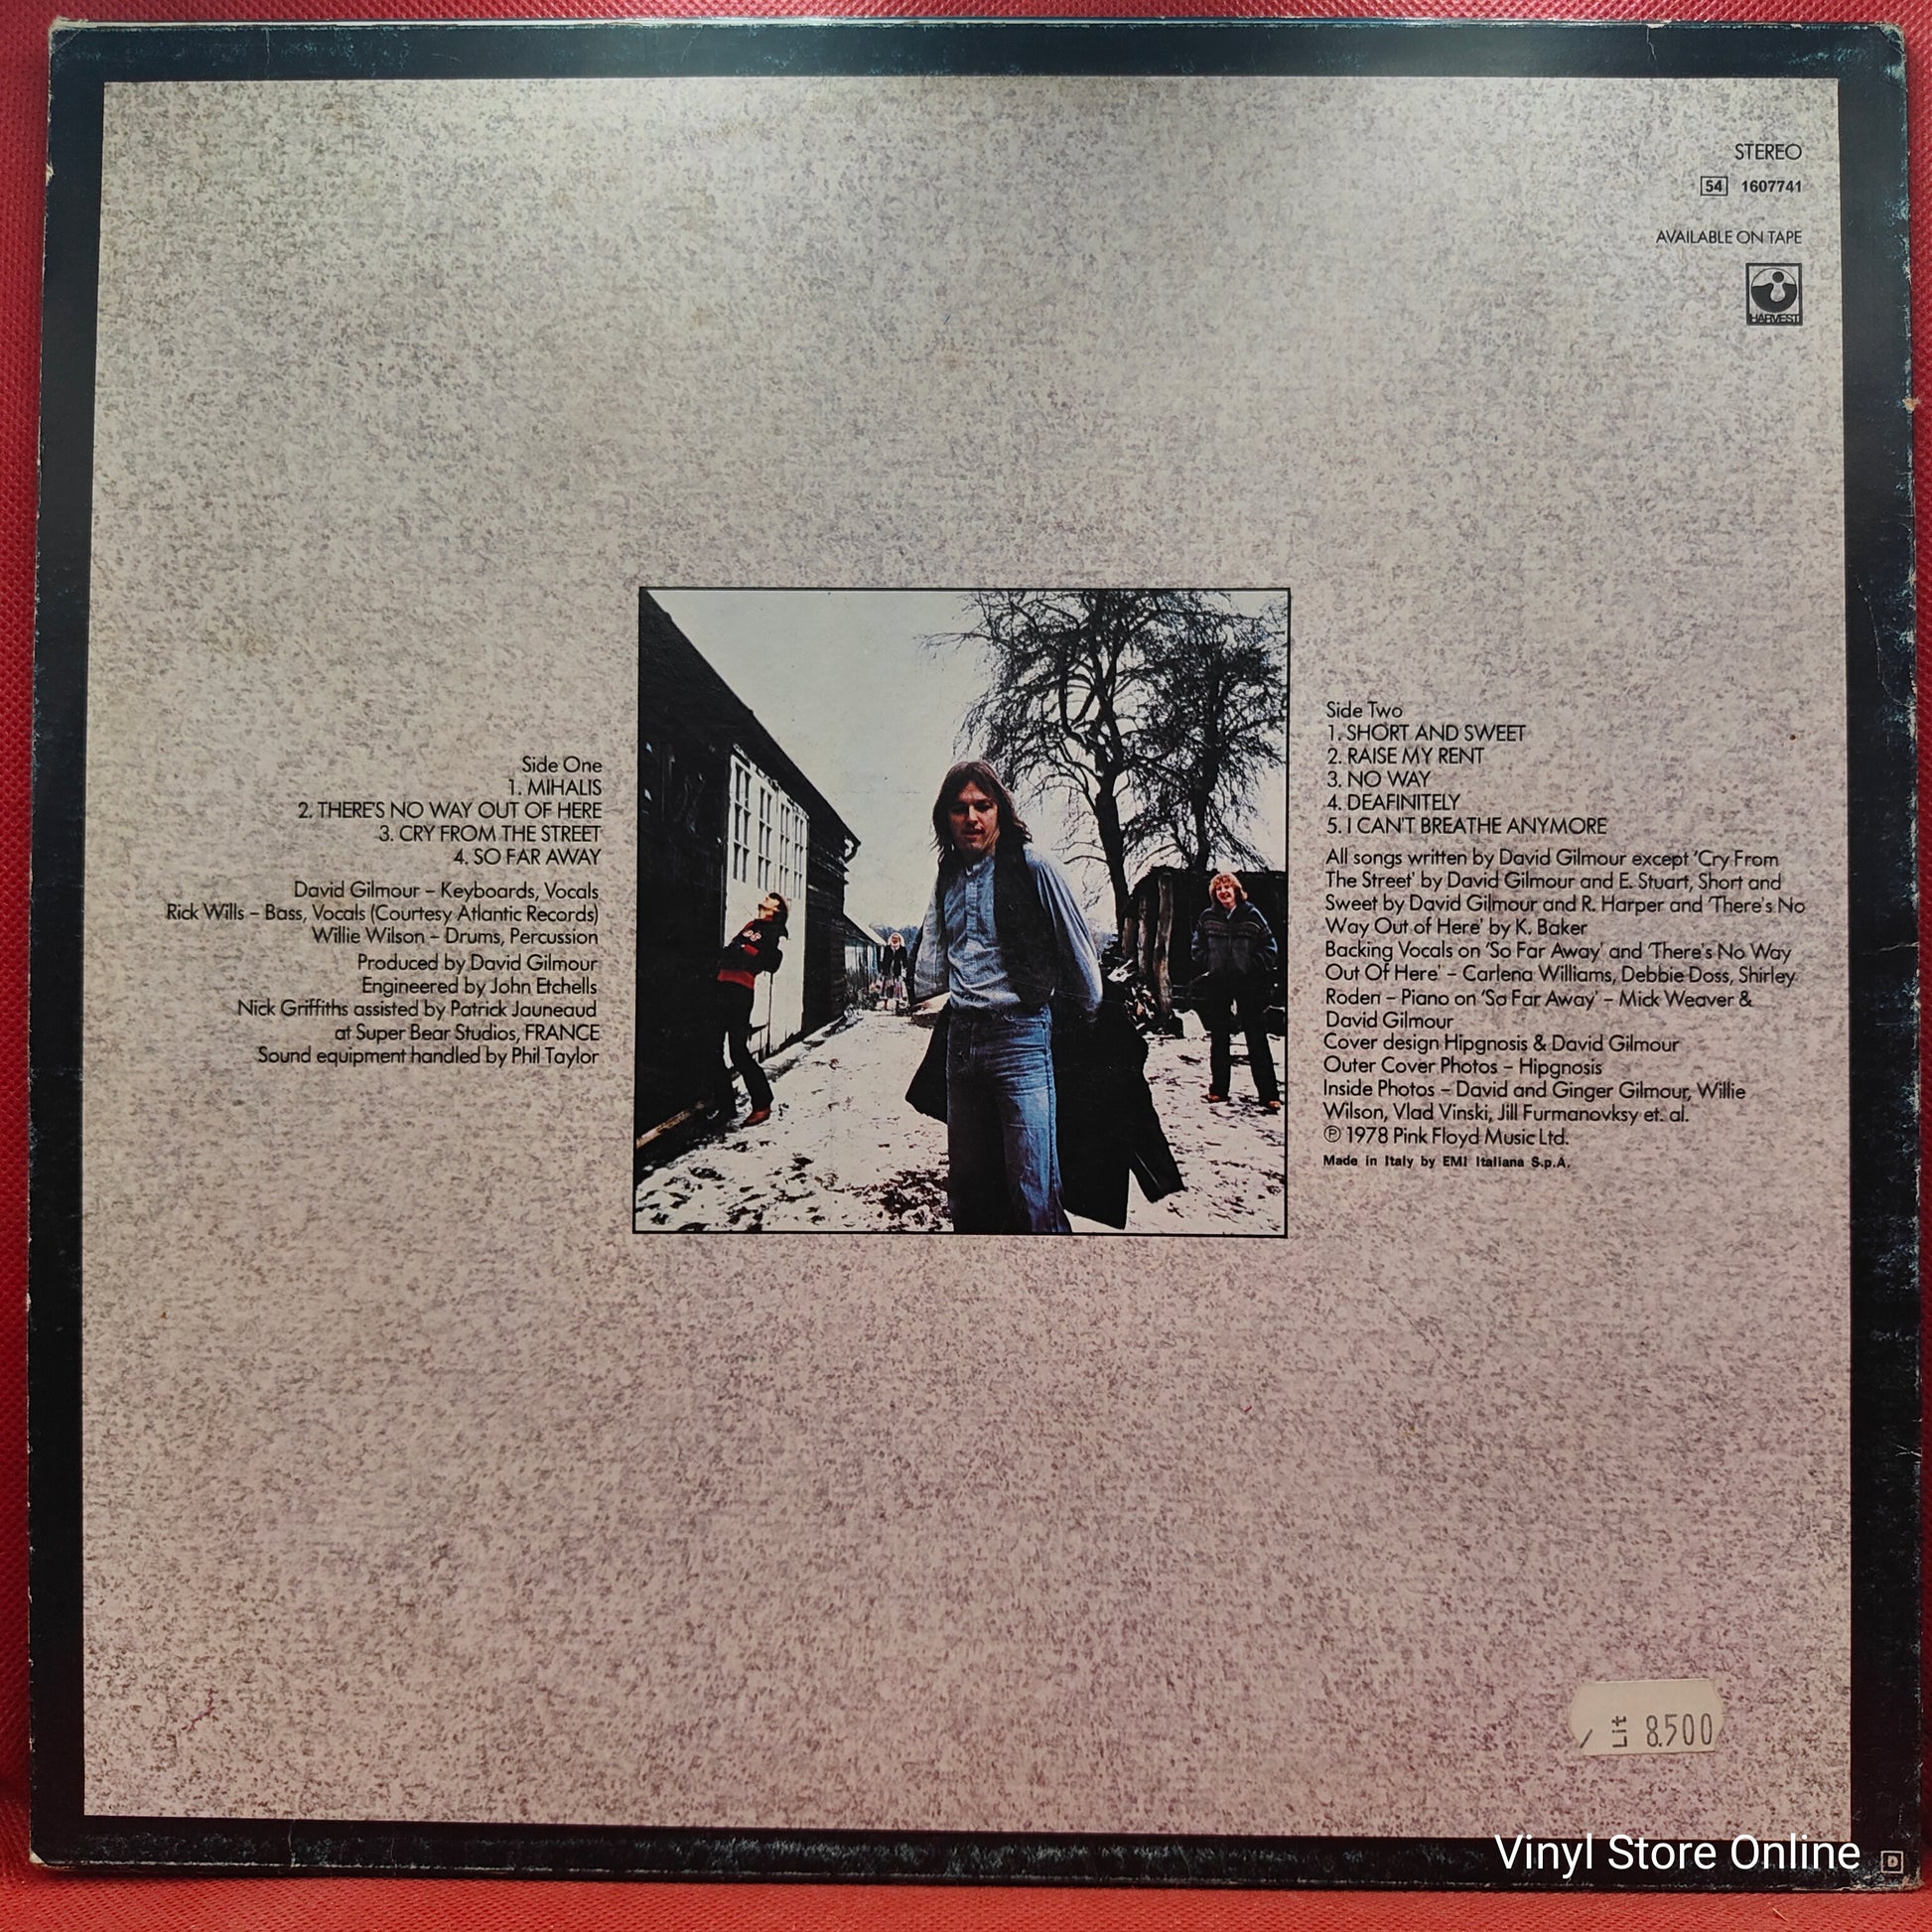 STEREO
54 1607741
AVAILABLE ON TAPE
HARVEST
Side One
1. MIHALIS
2. THERE'S NO WAY OUT OF HERE
3. CRY FROM THE STREET
4. SO FAR AWAY
David Gilmour – Keyboards, Vocals
Rick Wills – Bass, Vocals (Courtesy Atlantic Records)
Willie Wilson – Drums, Percussion
Produced by David Gilmour
Engineered by John Etchells
Nick Griffiths assisted by Patrick Jauneaud
at Super Bear Studios, FRANCE
Sound equipment handled by Phil Taylor
Side Two
1. SHORT AND SWEET
2. RAISE MY RENT
3. NO WAY
4. DEAFINITELY
5. I CAN'T BREATHE ANYMORE
All songs written by David Gilmour except 'Cry From
The Street' by David Gilmour and E. Stuart, Short and
Sweet by David Gilmour and R. Harper and 'There's No
Way Out of Here' by K. Baker
Backing Vocals on 'So Far Away' and 'There's No Way
Out Of Here' – Carlena Williams, Debbie Doss, Shirley
Roden – Piano on 'So Far Away' – Mick Weaver &
David Gilmour
Cover design Hipgnosis & David Gilmour
Outer Cover Photos – Hipgnosis
Inside Photos – David and Ginger Gilmour, Willie
Wilson, Vlad Vinski, Jill Furmanovksy et. al.
℗ 1978 Pink Floyd Music Ltd.
Made in Italy by EMI Italiana S.p.A.
/ Lit 8.500
Vinyl Store Online
D